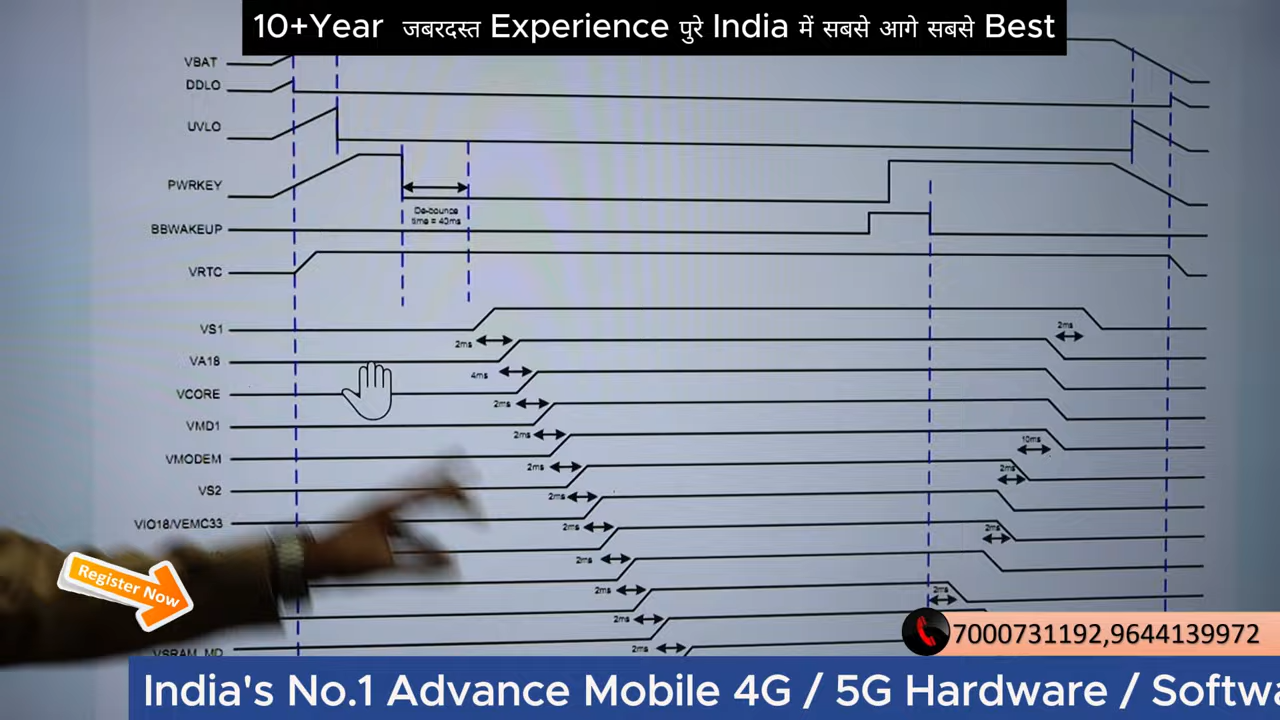 10+Year जबरदस्त Experience पुरे India में सबसे आगे सबसे Best
VBAT
DDLO
UVLO
PWRKEY
De-bounce
time = 40ms
BBWAKEUP
VRTC
VS1
2ms
2ms
VA18
4ms
VCORE
2ms
VMD1
2ms
10ms
VMODEM
2ms
2ms
VS2
2ms
VIO18/VEMC33
2ms
2ms
2ms
2ms
2ms
2ms
VSRAM_MD
2ms
Register Now
7000731192,9644139972
India's No.1 Advance Mobile 4G / 5G Hardware / Softwa